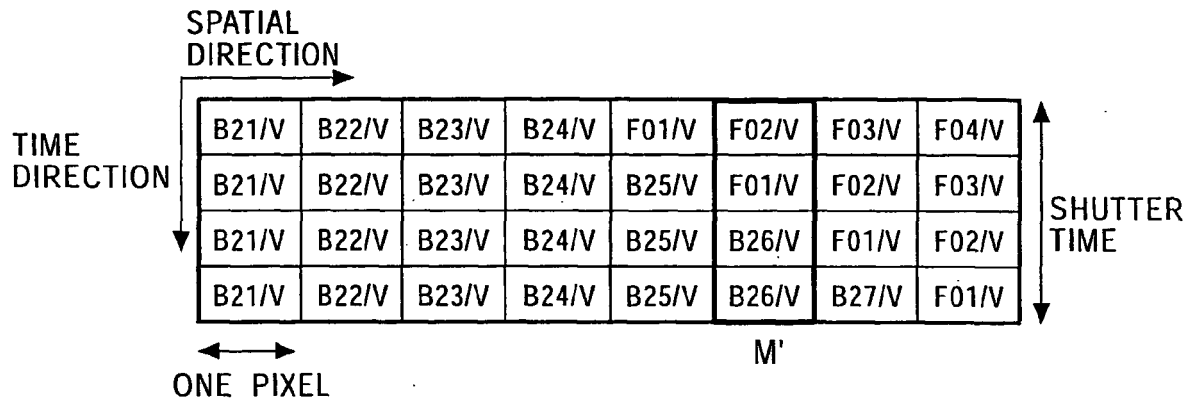 SPATIAL
DIRECTION
TIME
DIRECTION
B21/V B22/V B23/V B24/V F01/V F02/V F03/V F04/V
B21/V B22/V B23/V B24/V B25/V F01/V F02/V F03/V
B21/V B22/V B23/V B24/V B25/V B26/V F01/V F02/V
B21/V B22/V B23/V B24/V B25/V B26/V B27/V F01/V
SHUTTER
TIME
M'
ONE PIXEL